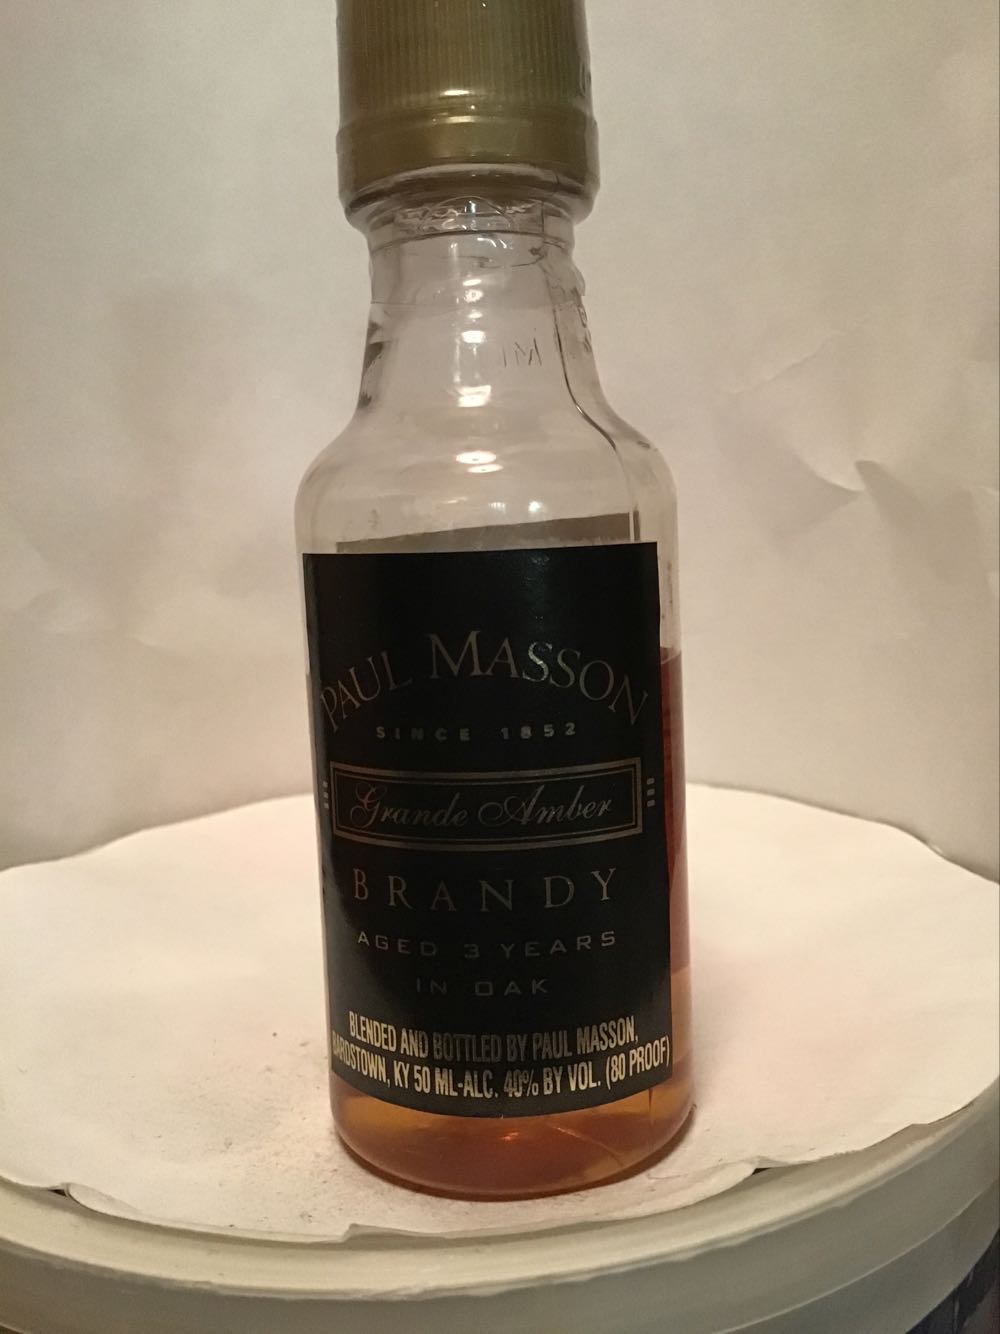 PAUL MASSON
SINCE 1852
Grande Amber
BRANDY
AGED 3 YEARS
IN OAK
BLENDED AND BOTTLED BY PAUL MASSON,
BARDSTOWN, KY 50 ML-ALC. 40% BY VOL. (80 PROOF)